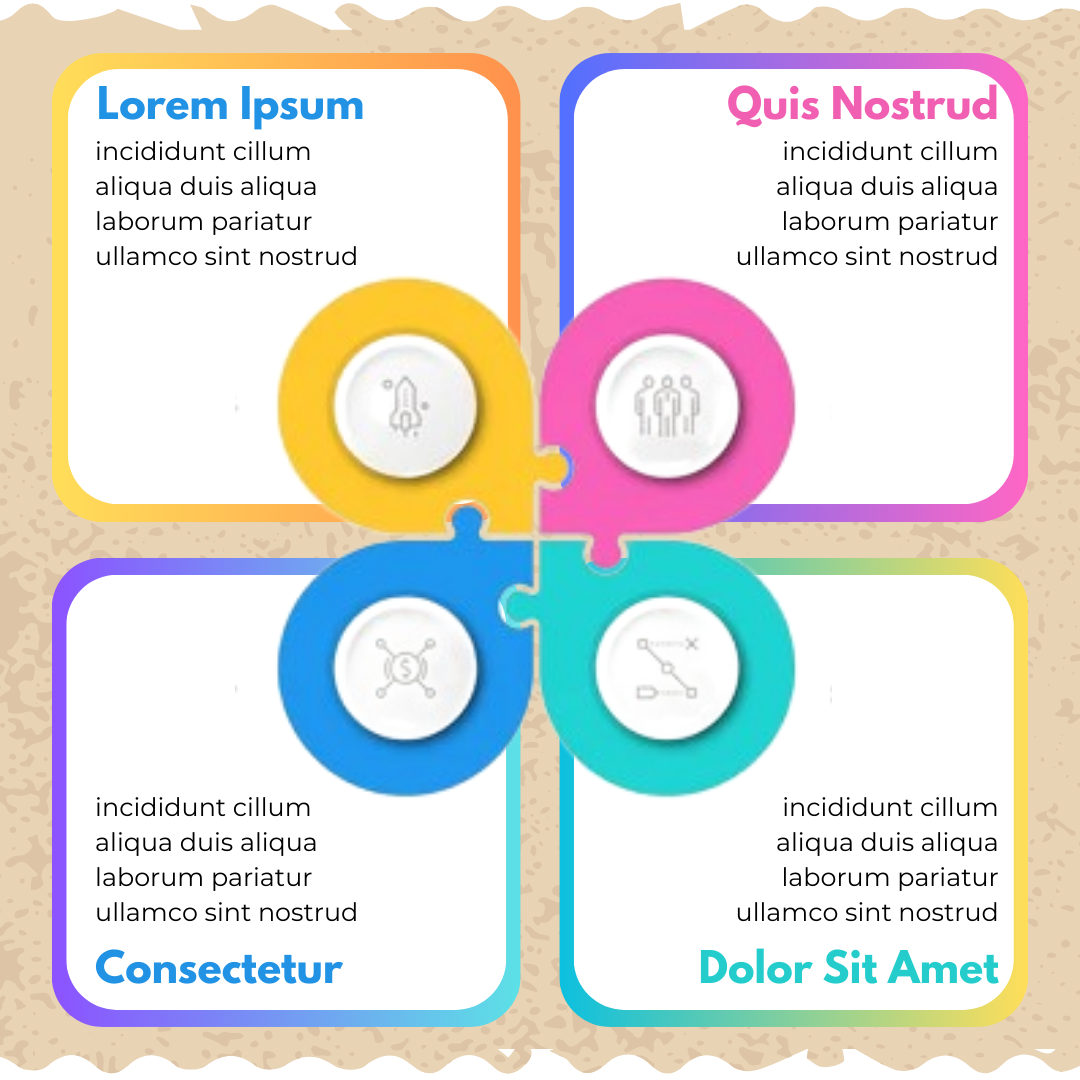 Lorem Ipsum
incididunt cillum
aliqua duis aliqua
laborum pariatur
ullamco sint nostrud
Quis Nostrud
incididunt cillum
aliqua duis aliqua
laborum pariatur
ullamco sint nostrud
$
incididunt cillum
aliqua duis aliqua
laborum pariatur
ullamco sint nostrud
Consectetur
incididunt cillum
aliqua duis aliqua
laborum pariatur
ullamco sint nostrud
Dolor Sit Amet